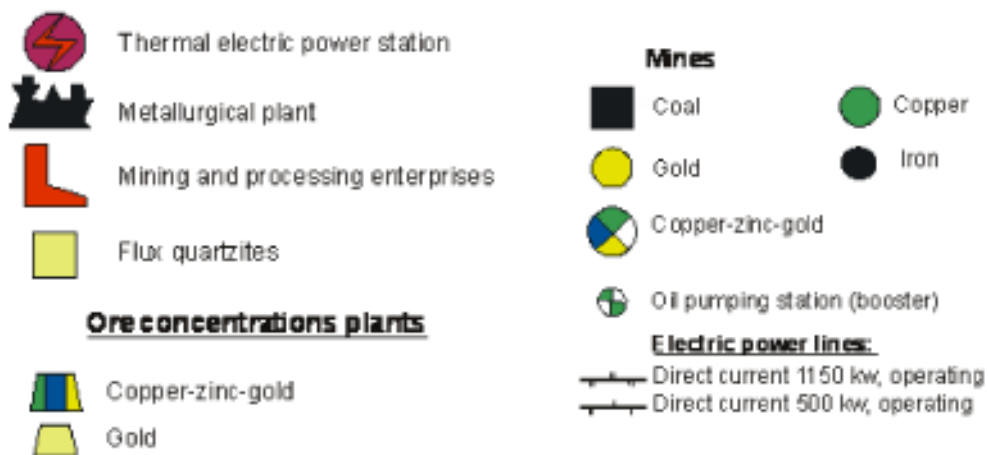 Thermal electric power station
Metallurgical plant
Mining and processing enterprises
Flux quartzites
Ore concentrations plants
Copper-zinc-gold
Gold
Mines
Coal
Copper
Gold
Iron
Copper-zinc-gold
Oil pumping station (booster)
Electric power lines:
Direct current 1150 kw, operating
Direct current 500 kw, operating